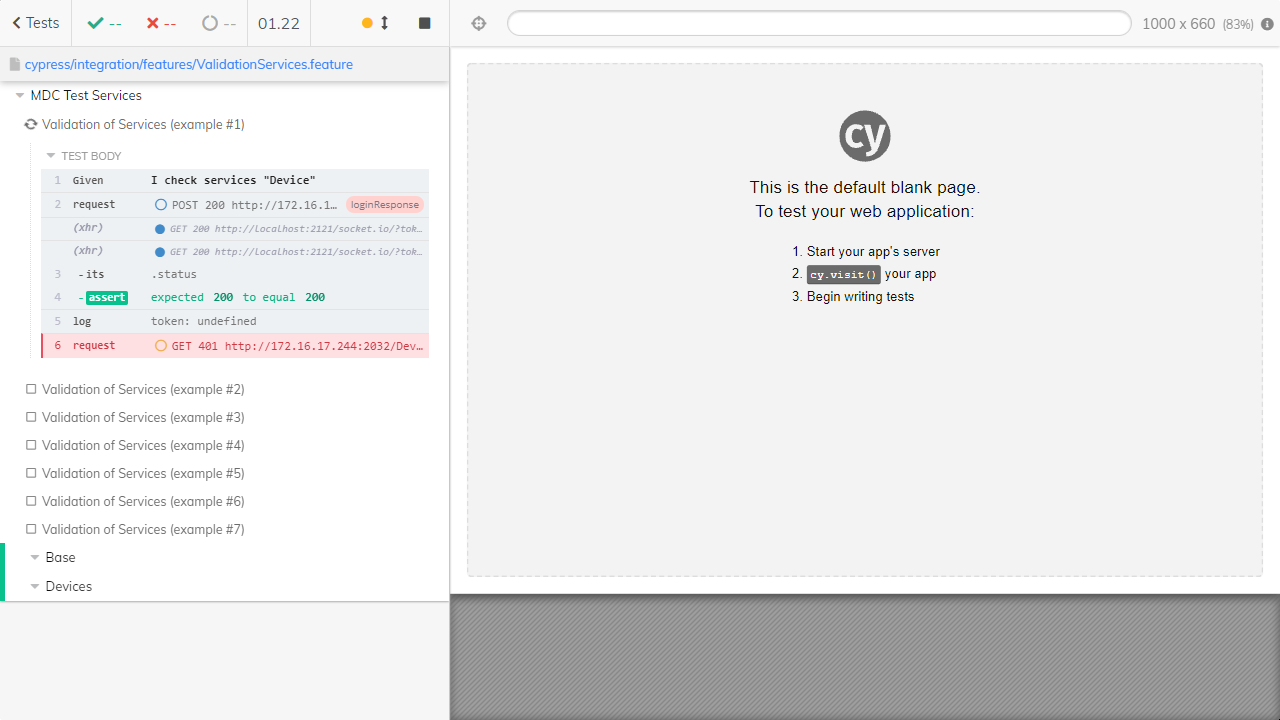 Tests -- -- -- 01.22 1000 x 660 (83%)
cypress/integration/features/ValidationServices.feature
MDC Test Services
Validation of Services (example #1)
TEST BODY
1 Given I check services "Device"
2 request POST 200 http://172.16.1... loginResponse
(xhr) GET 200 http://localhost:2121/socket.io/?tok...
(xhr) GET 200 http://localhost:2121/socket.io/?tok...
3 -its .status
4 -assert expected 200 to equal 200
5 log token: undefined
6 request GET 401 http://172.16.17.244:2032/Dev...
Validation of Services (example #2)
Validation of Services (example #3)
Validation of Services (example #4)
Validation of Services (example #5)
Validation of Services (example #6)
Validation of Services (example #7)
Base
Devices
cy
This is the default blank page.
To test your web application:
1. Start your app's server
2. cy.visit() your app
3. Begin writing tests